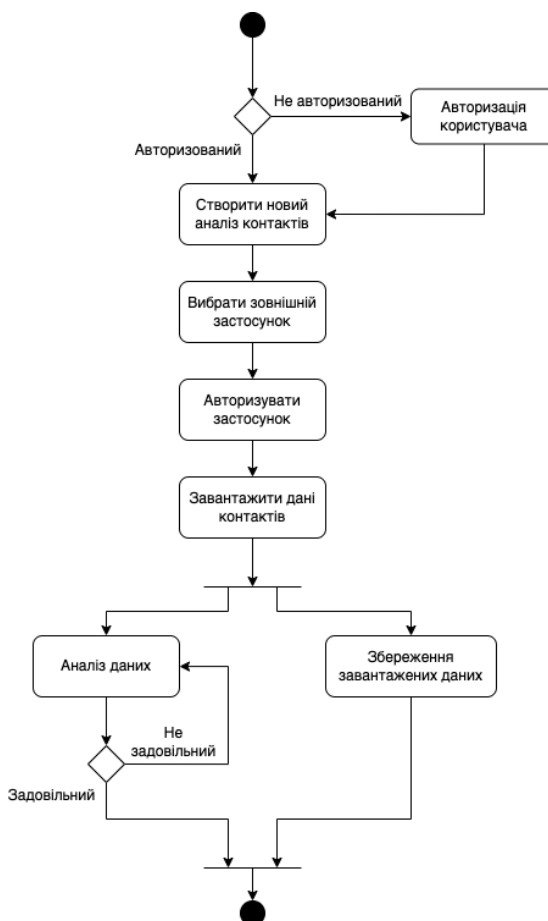 Не авторизований
Авторизація
користувача
Авторизований
Створити новий
аналіз контактів
Вибрати зовнішній
застосунок
Авторизувати
застосунок
Завантажити дані
контактів
Аналіз даних
Збереження
завантажених даних
Не
задовільний
Задовільний